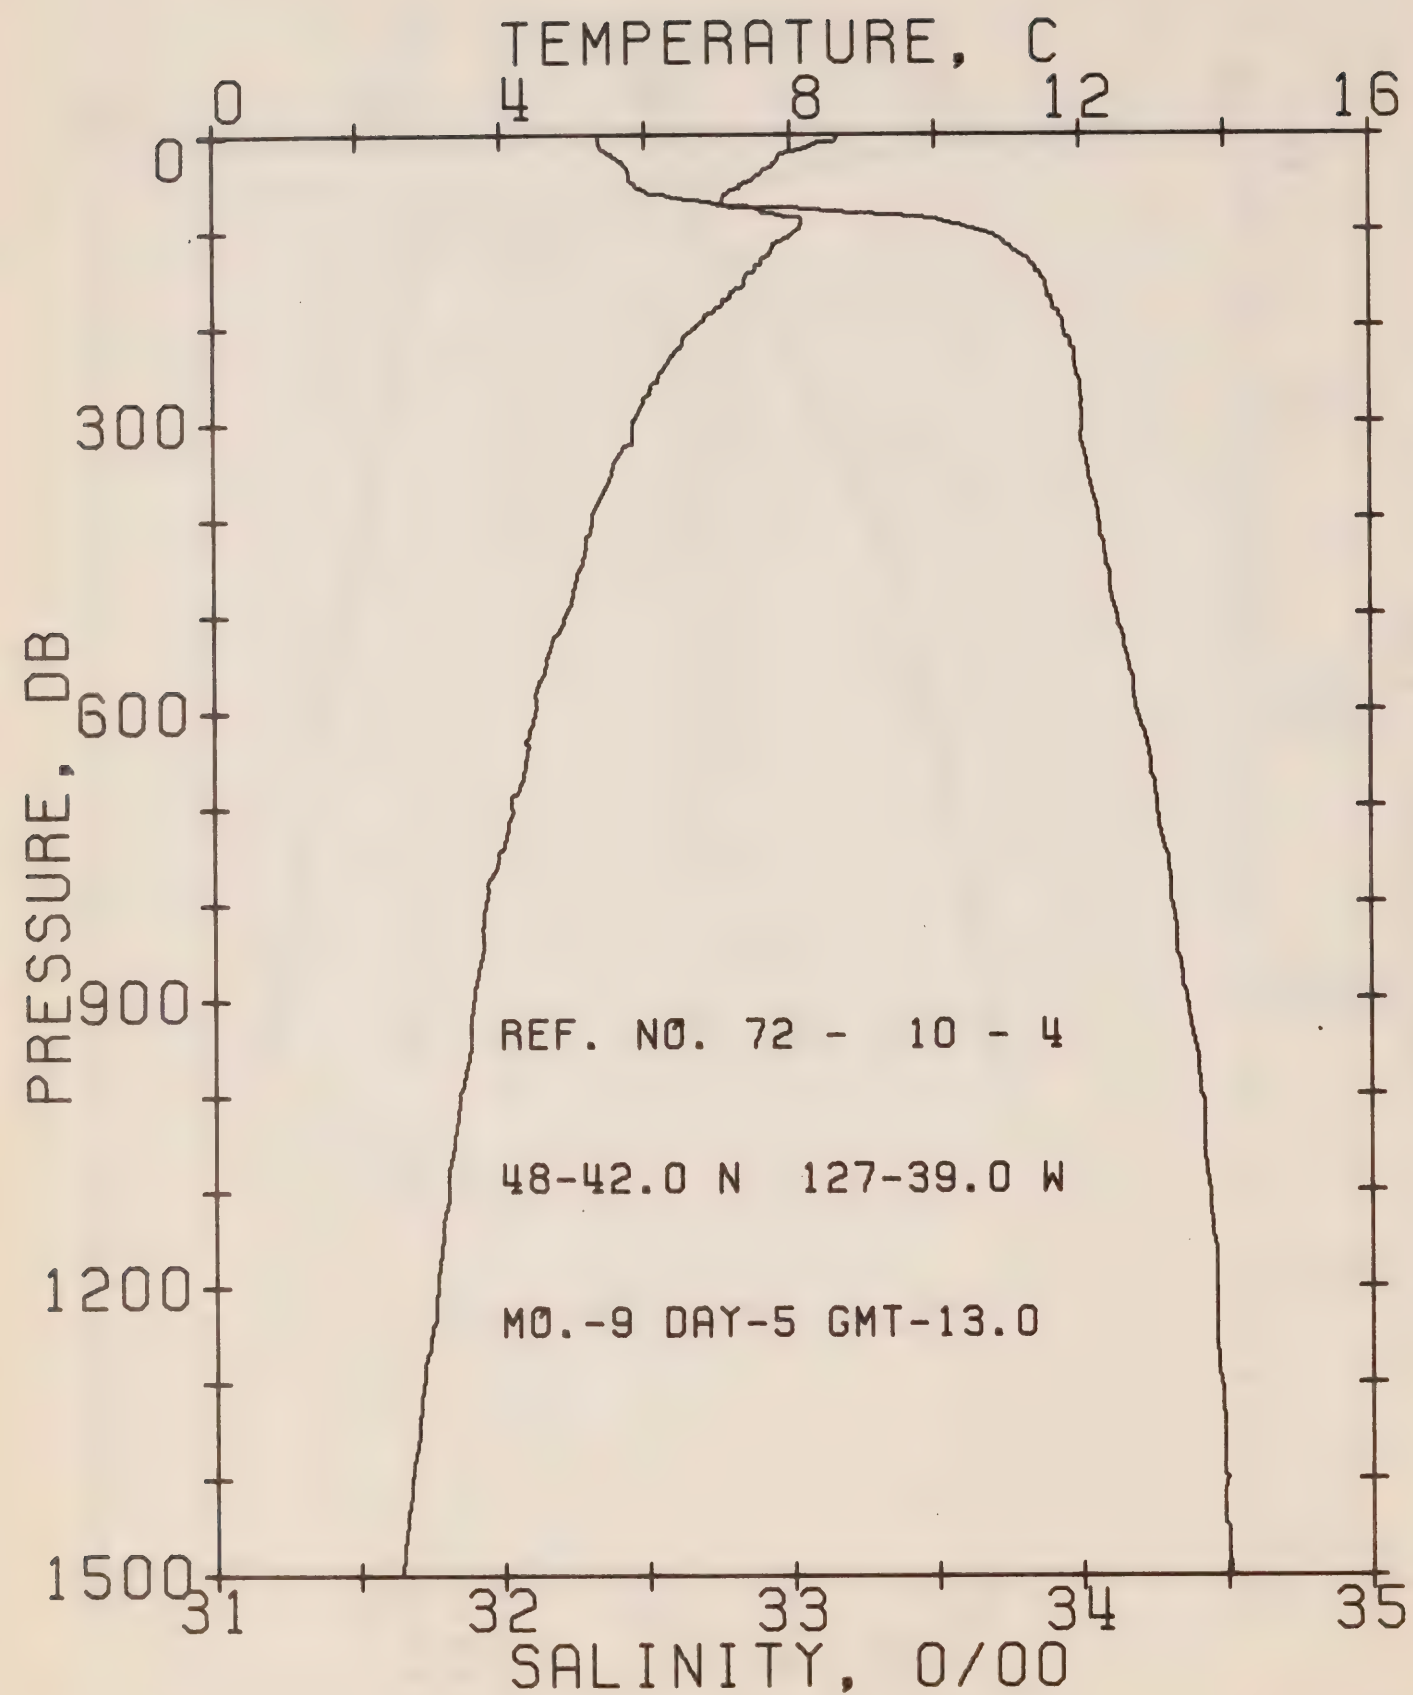 TEMPERATURE, C
0 4 8 12 16
0
300
600
900
1200
1500
PRESSURE, DB
REF. NO. 72 - 10 - 4
48-42.0 N 127-39.0 W
MO.-9 DAY-5 GMT-13.0
31 32 33 34 35
SALINITY, 0/00